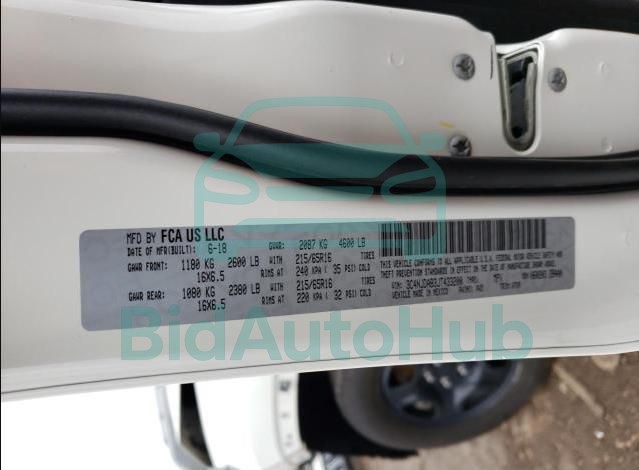 MFD BY FCA US LLC
DATE OF MFR(BUILT): 6-18 GVWR: 2087 KG 4600 LB
GAWR FRONT: 1180 KG 2600 LB WITH 215/65R16 TIRES
16X6.5 RIMS AT 240 KPA ( 35 PSI) COLD
GAWR REAR: 1080 KG 2380 LB WITH 215/65R16 TIRES
16X6.5 RIMS AT 220 KPA ( 32 PSI) COLD
THIS VEHICLE CONFORMS TO ALL APPLICABLE U.S.A. FEDERAL MOTOR VEHICLE SAFETY AND
THEFT PREVENTION STANDARDS IN EFFECT ON THE DATE OF MANUFACTURE SHOWN ABOVE.
VIN: 3C4NJDAB3JT433200
VEHICLE MADE IN MEXICO
BidAutoHub